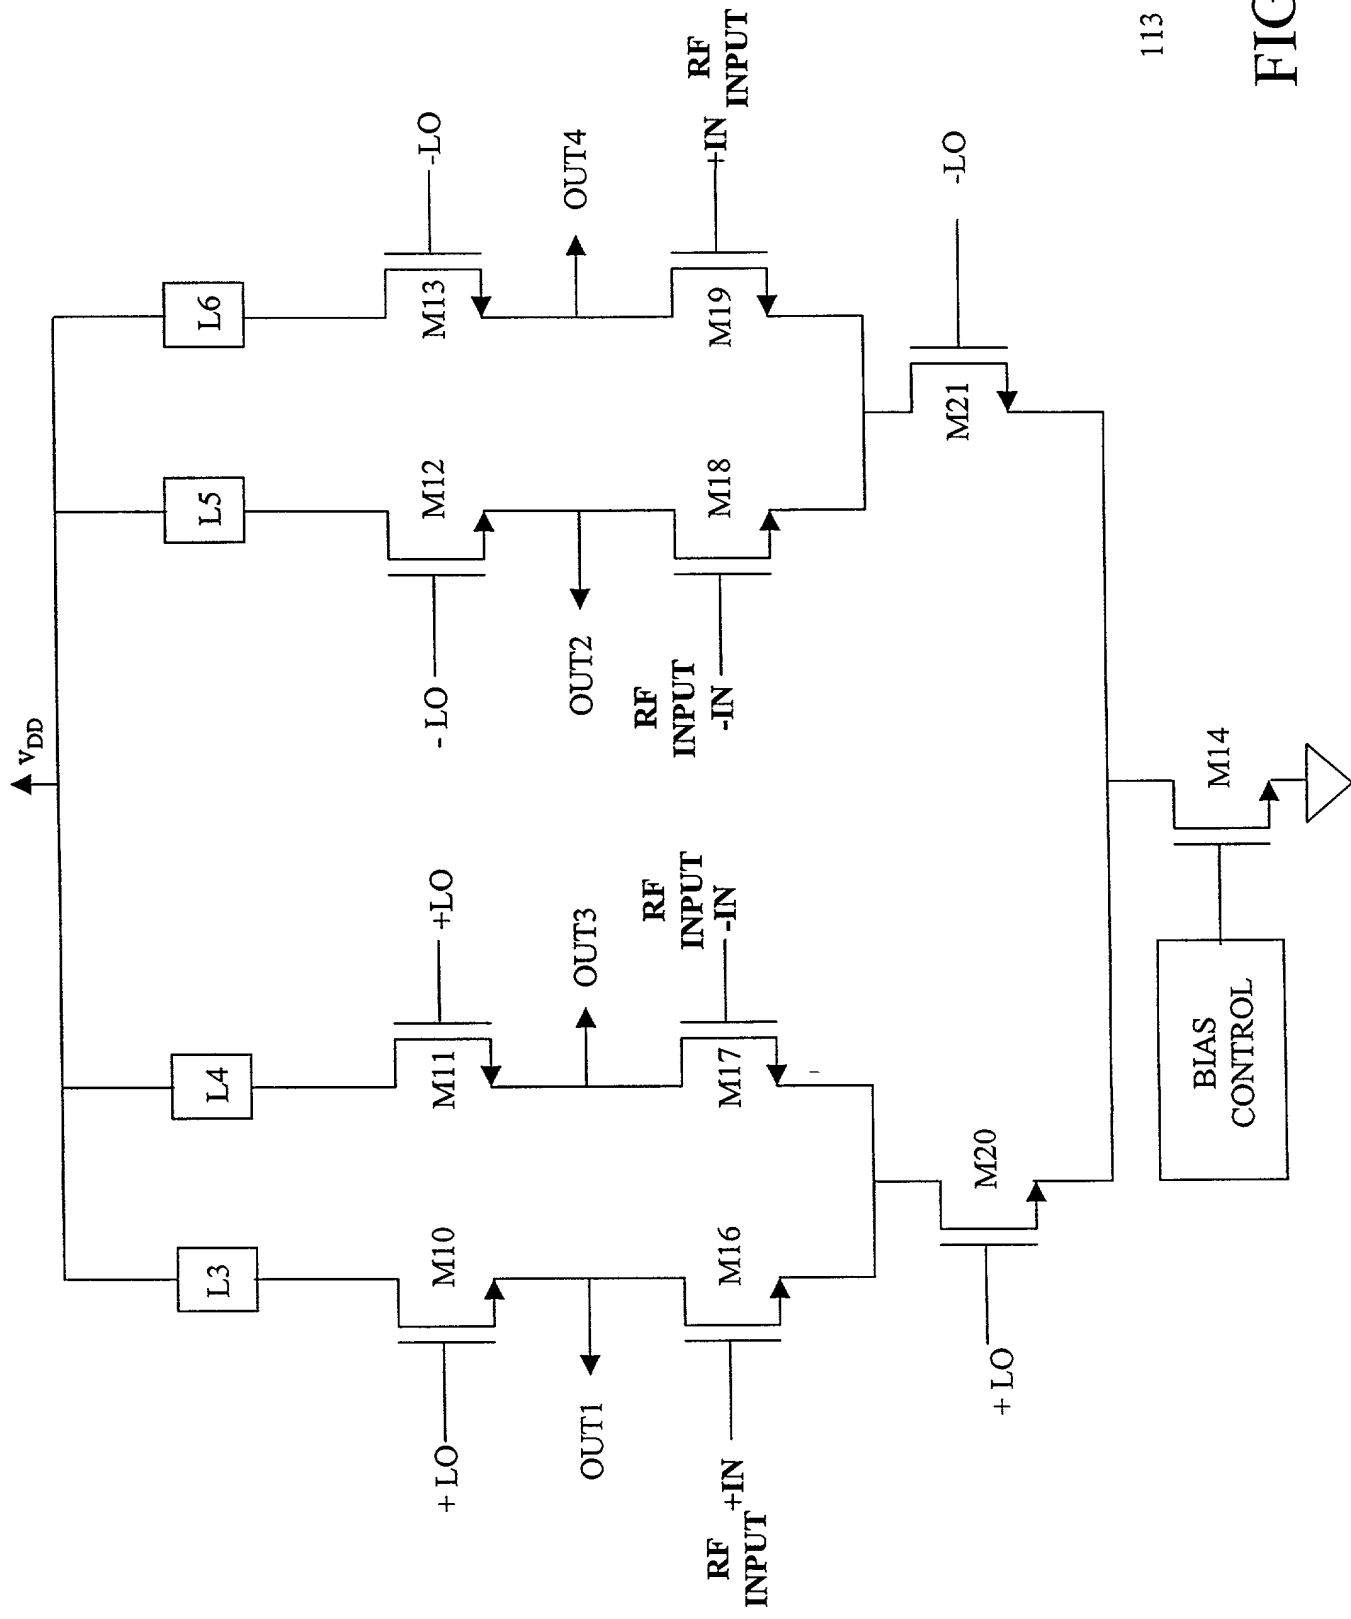 VDD
L3
L4
L5
L6
+ LO
M10
M11
+LO
- LO
M12
M13
-LO
OUT1
OUT3
OUT2
OUT4
RF
INPUT
+IN
M16
M17
RF
INPUT
-IN
RF
INPUT
-IN
M18
M19
+IN
RF
INPUT
+ LO
M20
M21
-LO
BIAS
CONTROL
M14
113
FIG